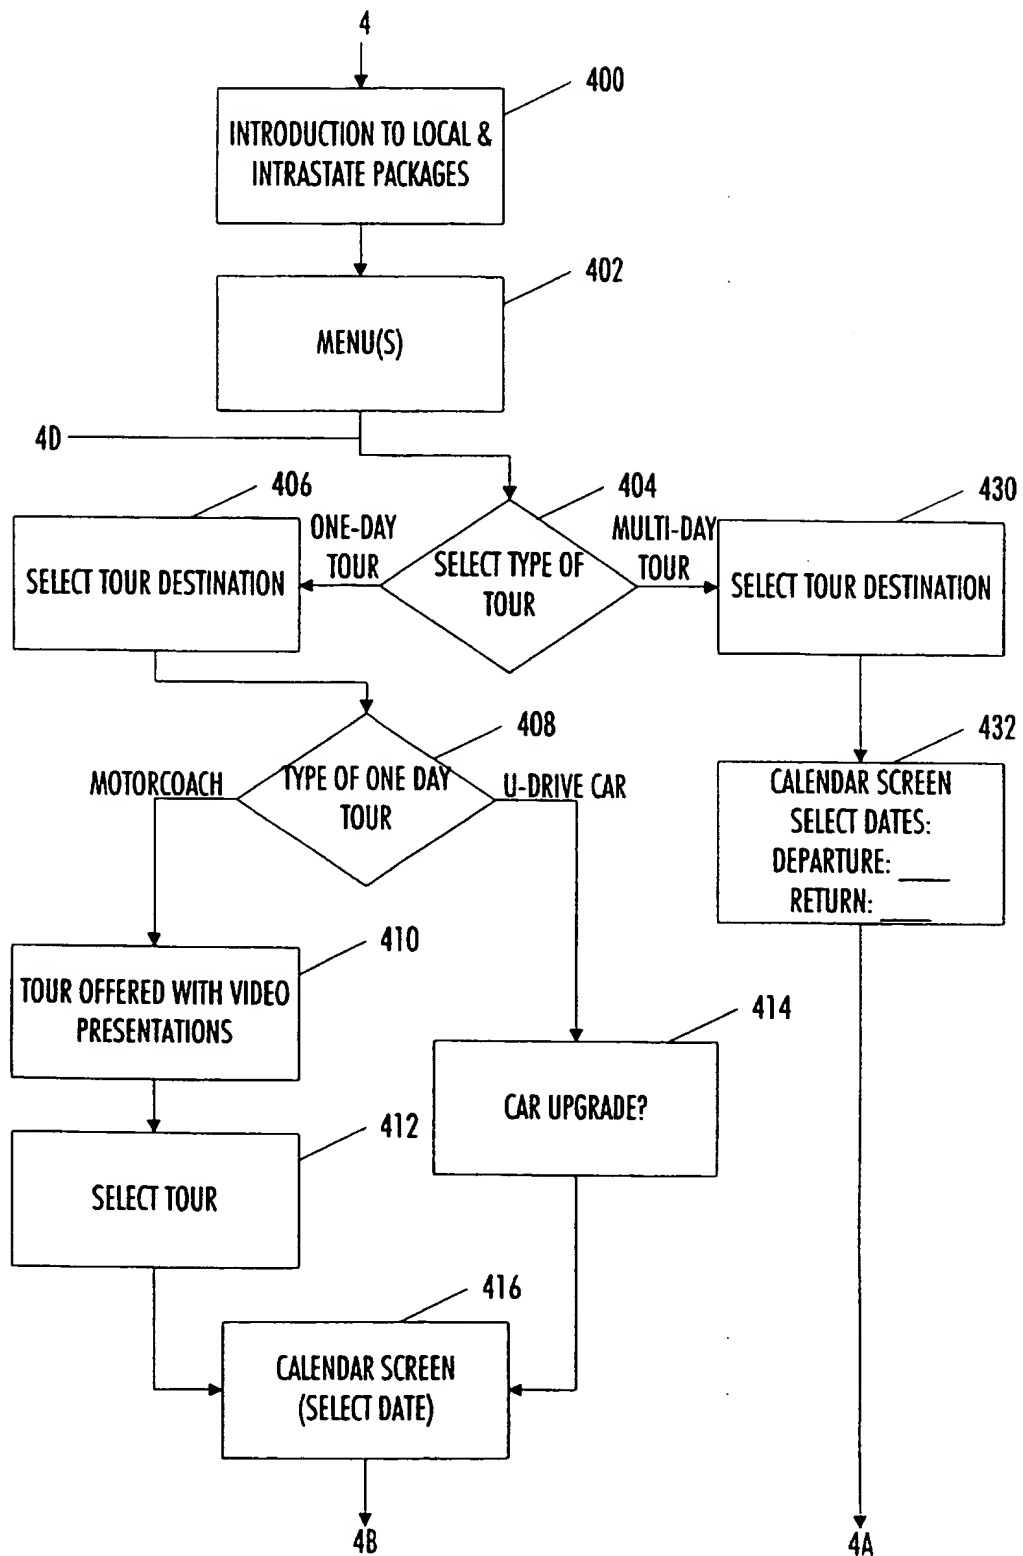 4
400
INTRODUCTION TO LOCAL &
INTRASTATE PACKAGES
402
MENU(S)
4D
406
404
430
ONE-DAY
TOUR
MULTI-DAY
TOUR
SELECT TOUR DESTINATION
SELECT TYPE OF
TOUR
SELECT TOUR DESTINATION
408
432
MOTORCOACH
TYPE OF ONE DAY
TOUR
U-DRIVE CAR
CALENDAR SCREEN
SELECT DATES:
DEPARTURE: ____
RETURN: ____
410
TOUR OFFERED WITH VIDEO
PRESENTATIONS
414
CAR UPGRADE?
412
SELECT TOUR
416
CALENDAR SCREEN
(SELECT DATE)
4B
4A